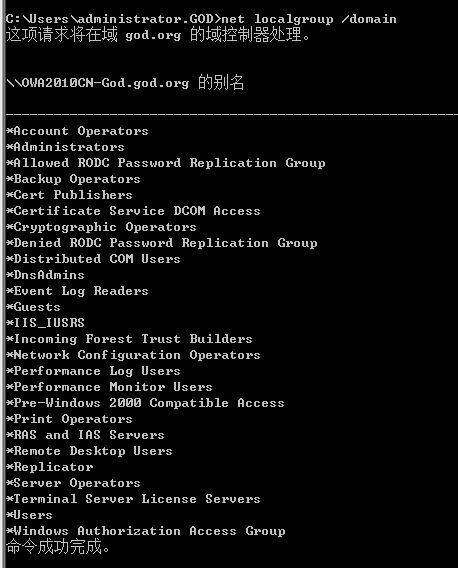 C:\Users\administrator.GOD>net localgroup /domain
这项请求将在域 god.org 的域控制器处理。
\\OWA2010CN-God.god.org 的别名
-------------------------------------------------------------------------------
*Account Operators
*Administrators
*Allowed RODC Password Replication Group
*Backup Operators
*Cert Publishers
*Certificate Service DCOM Access
*Cryptographic Operators
*Denied RODC Password Replication Group
*Distributed COM Users
*DnsAdmins
*Event Log Readers
*Guests
*IIS_IUSRS
*Incoming Forest Trust Builders
*Network Configuration Operators
*Performance Log Users
*Performance Monitor Users
*Pre-Windows 2000 Compatible Access
*Print Operators
*RAS and IAS Servers
*Remote Desktop Users
*Replicator
*Server Operators
*Terminal Server License Servers
*Users
*Windows Authorization Access Group
命令成功完成。